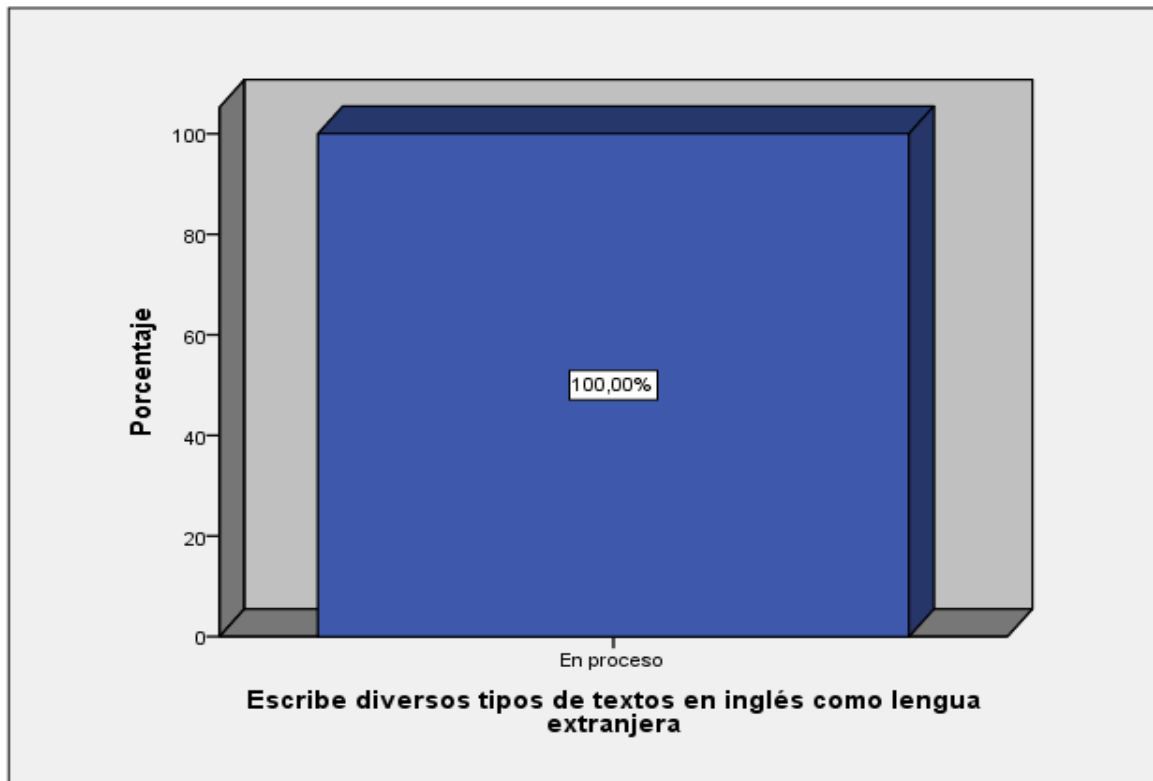 Porcentaje
100
80
60
40
20
0
100,00%
En proceso
Escribe diversos tipos de textos en inglés como lengua
extranjera